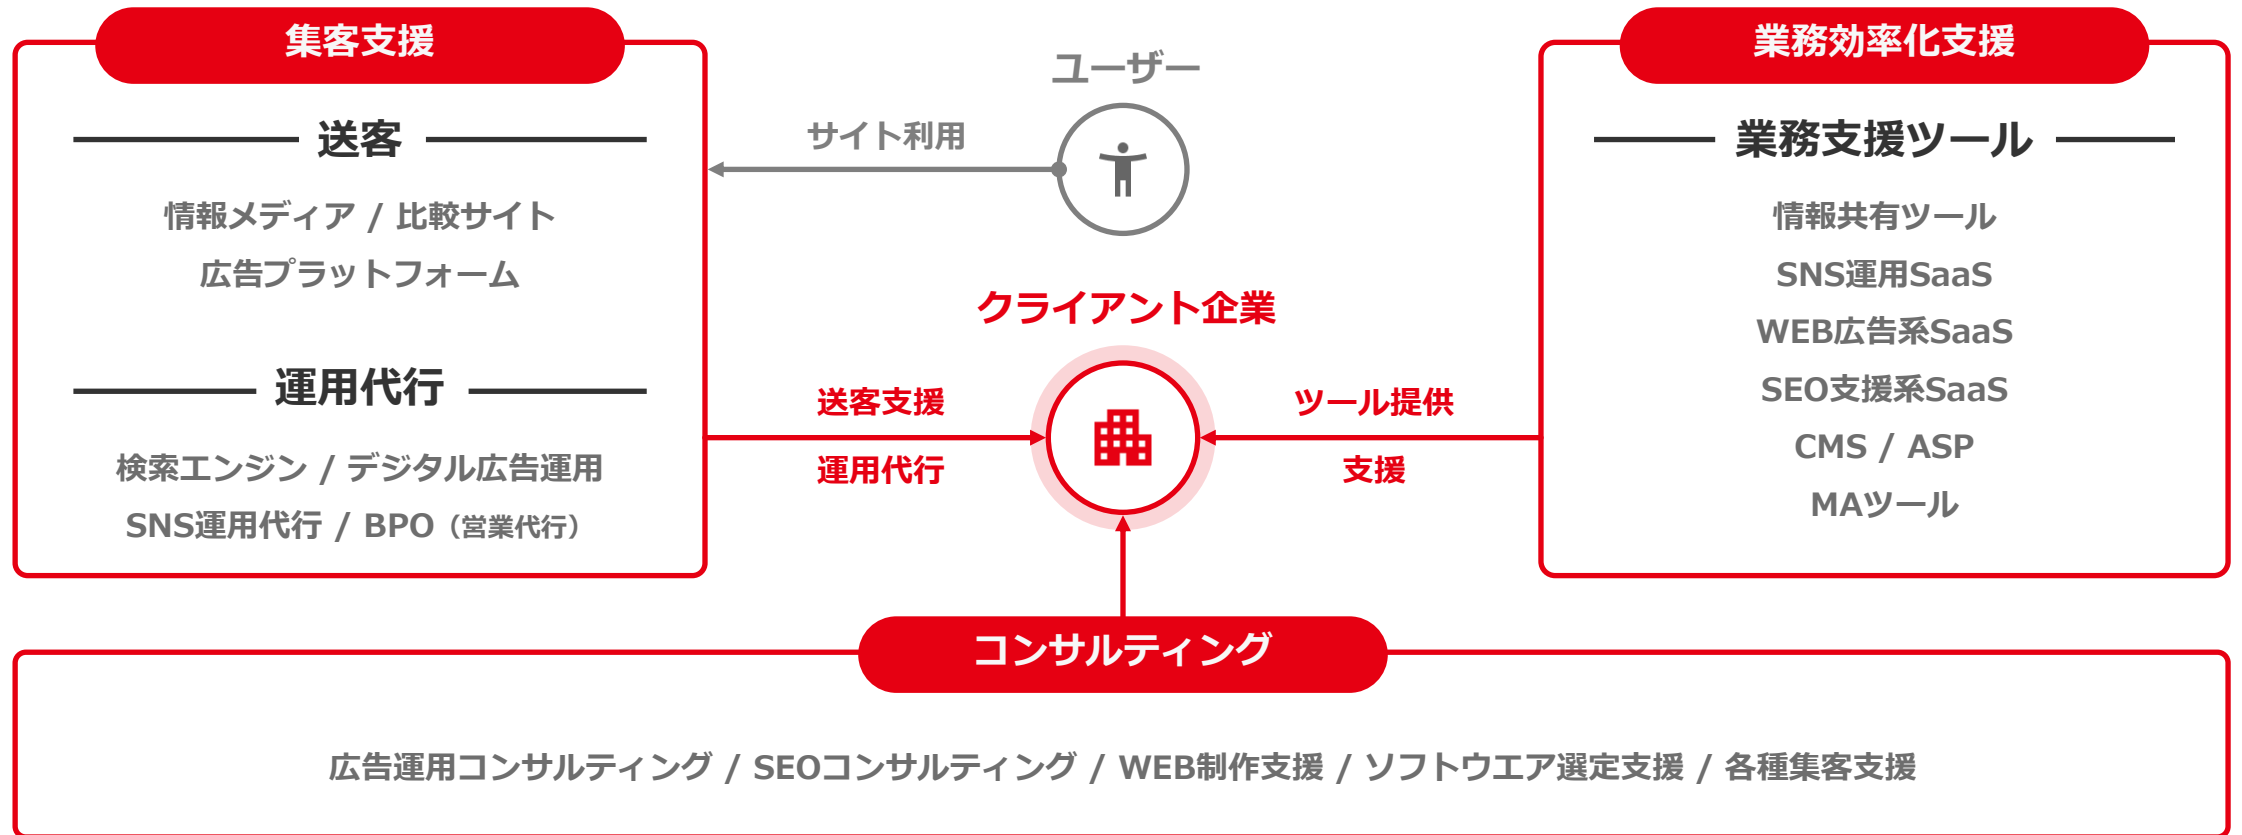 集客支援
送客
情報メディア / 比較サイト
広告プラットフォーム
運用代行
検索エンジン / デジタル広告運用
SNS運用代行 / BPO（営業代行）
ユーザー
サイト利用
クライアント企業
送客支援
運用代行
ツール提供
支援
業務効率化支援
業務支援ツール
情報共有ツール
SNS運用SaaS
WEB広告系SaaS
SEO支援系SaaS
CMS / ASP
MAツール
コンサルティング
広告運用コンサルティング / SEOコンサルティング / WEB制作支援 / ソフトウエア選定支援 / 各種集客支援